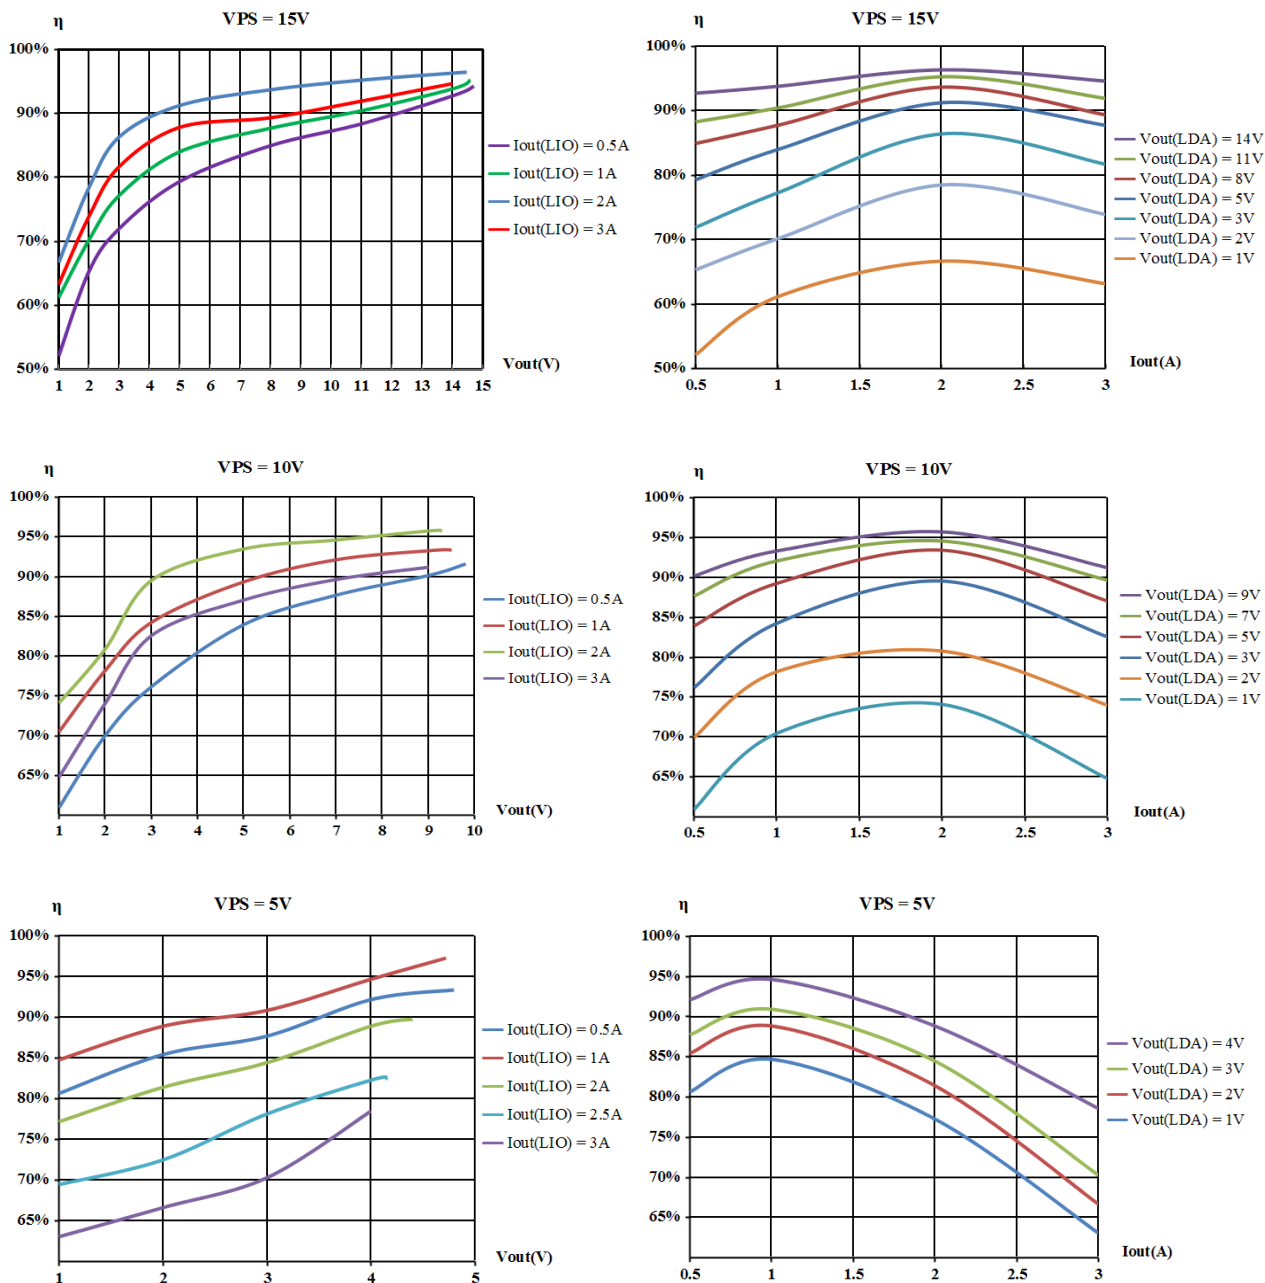 η VPS = 15V
100%
90%
80%
70%
60%
50%
1 2 3 4 5 6 7 8 9 10 11 12 13 14 15
Vout(V)
Iout(LIO) = 0.5A
Iout(LIO) = 1A
Iout(LIO) = 2A
Iout(LIO) = 3A
η VPS = 15V
100%
90%
80%
70%
60%
50%
0.5 1 1.5 2 2.5 3
Iout(A)
Vout(LDA) = 14V
Vout(LDA) = 11V
Vout(LDA) = 8V
Vout(LDA) = 5V
Vout(LDA) = 3V
Vout(LDA) = 2V
Vout(LDA) = 1V
η VPS = 10V
100%
95%
90%
85%
80%
75%
70%
65%
1 2 3 4 5 6 7 8 9 10
Vout(V)
Iout(LIO) = 0.5A
Iout(LIO) = 1A
Iout(LIO) = 2A
Iout(LIO) = 3A
η VPS = 10V
100%
95%
90%
85%
80%
75%
70%
65%
0.5 1 1.5 2 2.5 3
Iout(A)
Vout(LDA) = 9V
Vout(LDA) = 7V
Vout(LDA) = 5V
Vout(LDA) = 3V
Vout(LDA) = 2V
Vout(LDA) = 1V
η VPS = 5V
100%
95%
90%
85%
80%
75%
70%
65%
1 2 3 4 5
Vout(V)
Iout(LIO) = 0.5A
Iout(LIO) = 1A
Iout(LIO) = 2A
Iout(LIO) = 2.5A
Iout(LIO) = 3A
η VPS = 5V
100%
95%
90%
85%
80%
75%
70%
65%
0.5 1 1.5 2 2.5 3
Iout(A)
Vout(LDA) = 4V
Vout(LDA) = 3V
Vout(LDA) = 2V
Vout(LDA) = 1V